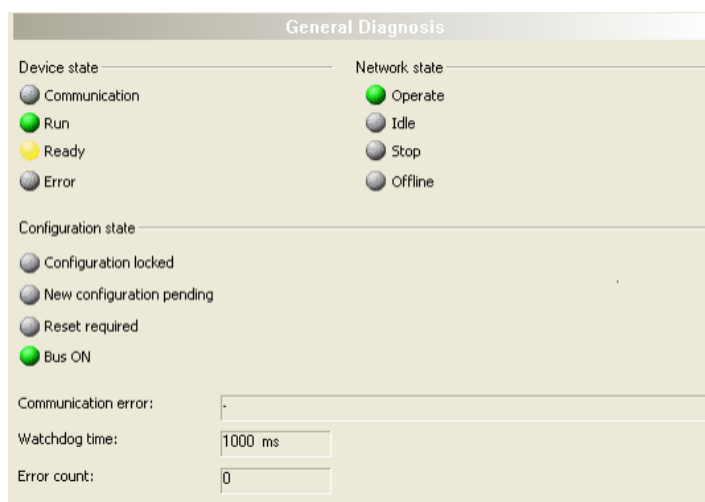 General Diagnosis
Device state
Communication
Run
Ready
Error
Network state
Operate
Idle
Stop
Offline
Configuration state
Configuration locked
New configuration pending
Reset required
Bus ON
Communication error: -
Watchdog time: 1000 ms
Error count: 0